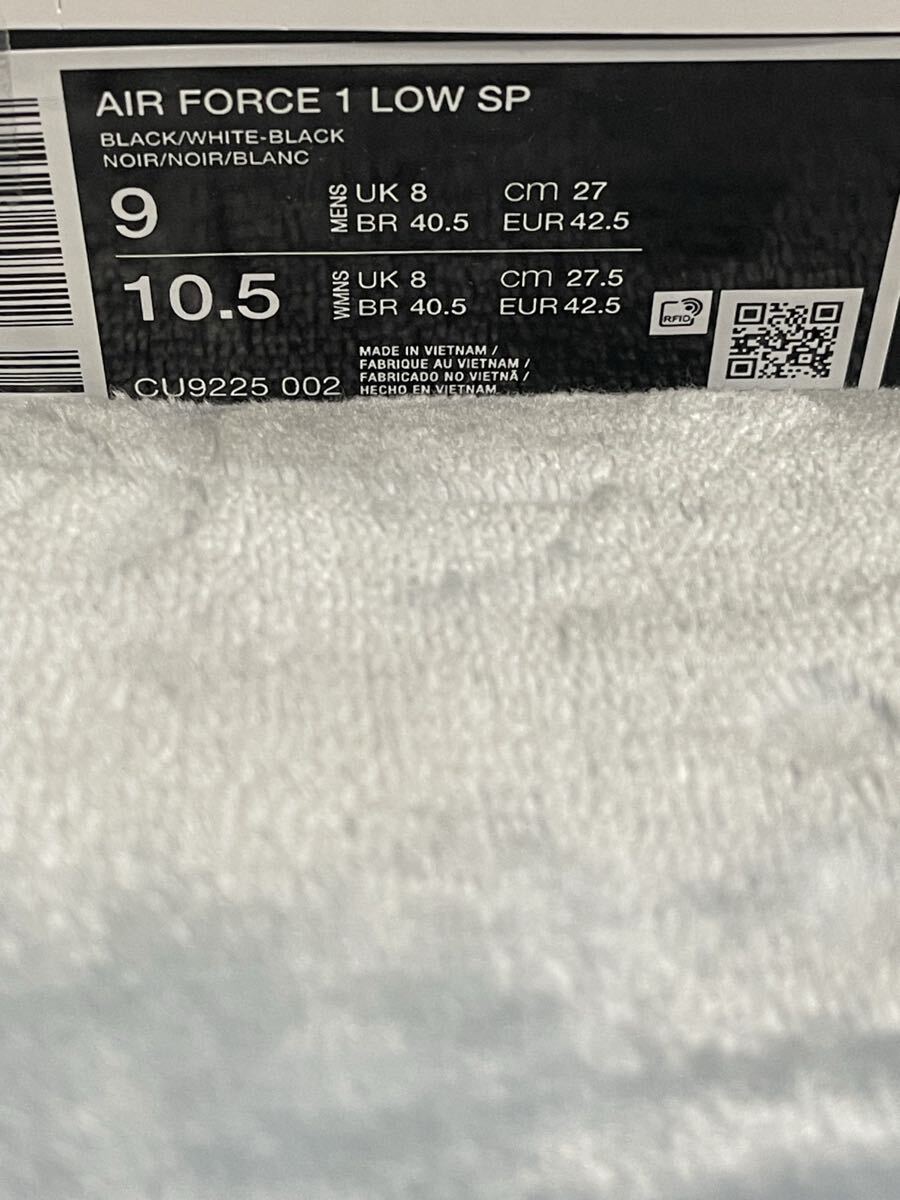 AIR FORCE 1 LOW SP
BLACK/WHITE-BLACK
NOIR/NOIR/BLANC
9 MENS UK 8 cm 27
BR 40.5 EUR 42.5
10.5 WMNS UK 8 cm 27.5
BR 40.5 EUR 42.5
RFID
MADE IN VIETNAM /
FABRIQUE AU VIETNAM /
FABRICADO NO VIETNÃ /
HECHO EN VIETNAM
CU9225 002